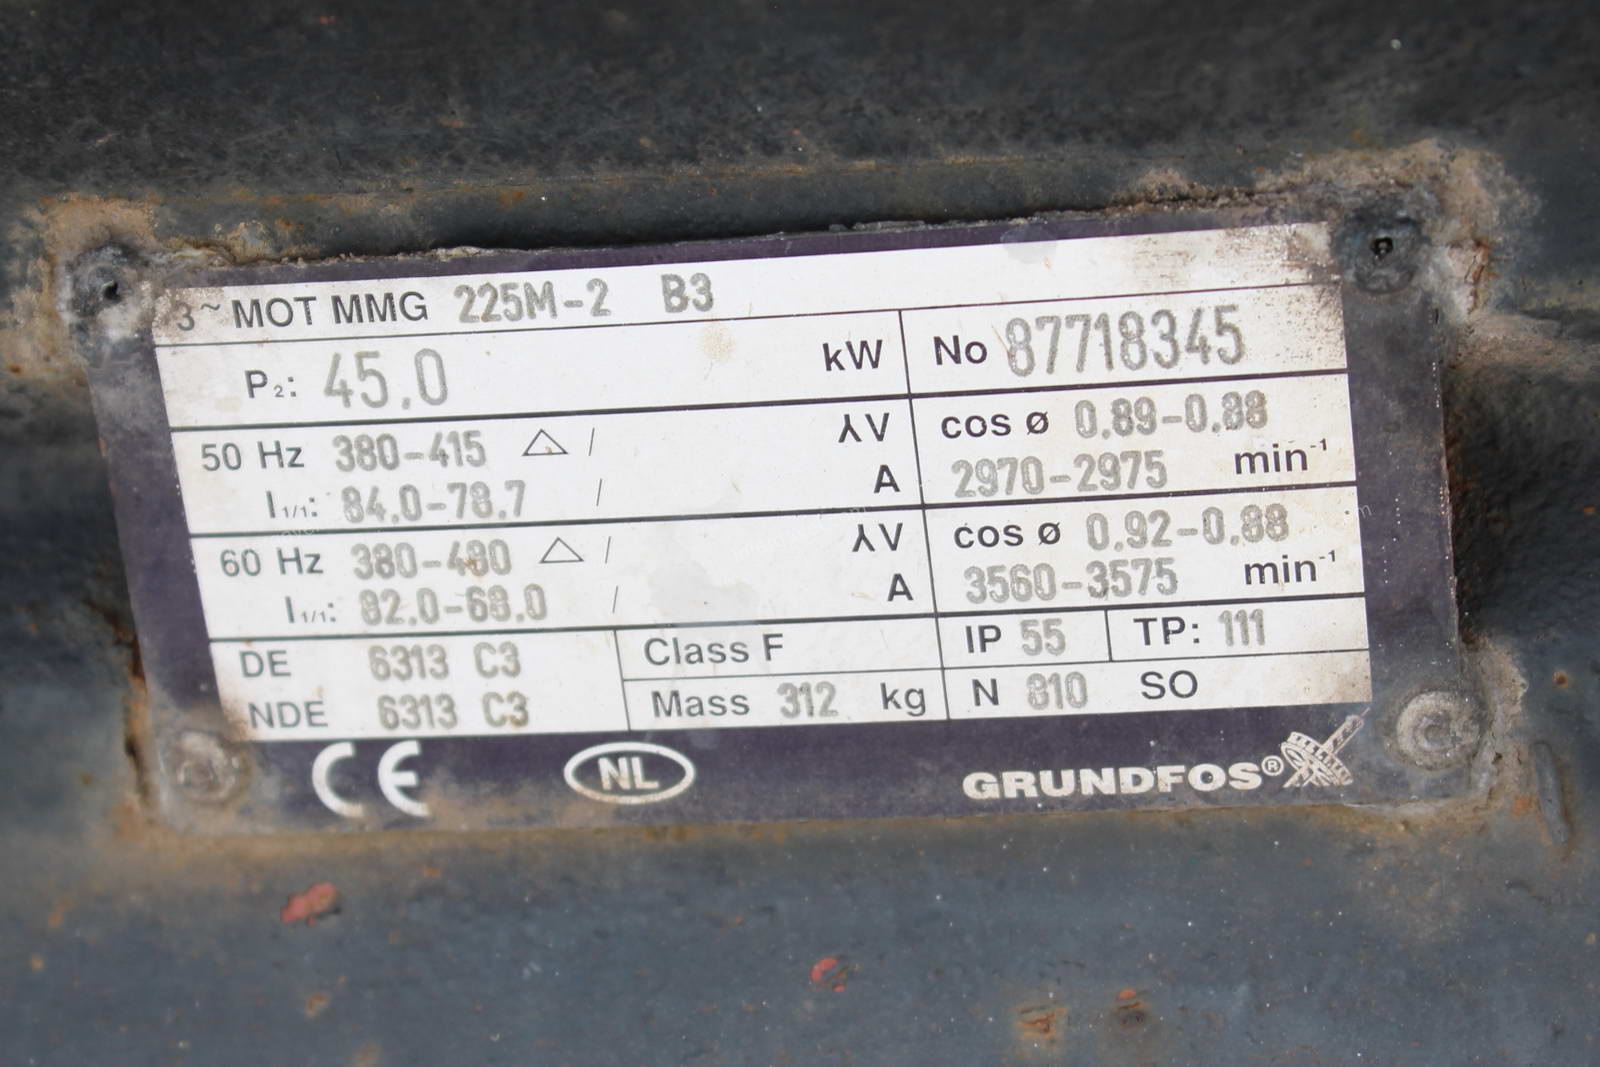 3~ MOT MMG 225M-2 B3
P₂: 45.0 kW
No 87718345
50 Hz 380-415 △ / ⅄V
I₁/₁: 84.0-78.7 / A
cos ø 0.89-0.88
2970-2975 min⁻¹
60 Hz 380-480 △ / ⅄V
I₁/₁: 82.0-68.0 / A
cos ø 0.92-0.88
3560-3575 min⁻¹
DE 6313 C3
NDE 6313 C3
Class F
Mass 312 kg
IP 55
TP: 111
N 810 SO
CE
NL
GRUNDFOS®